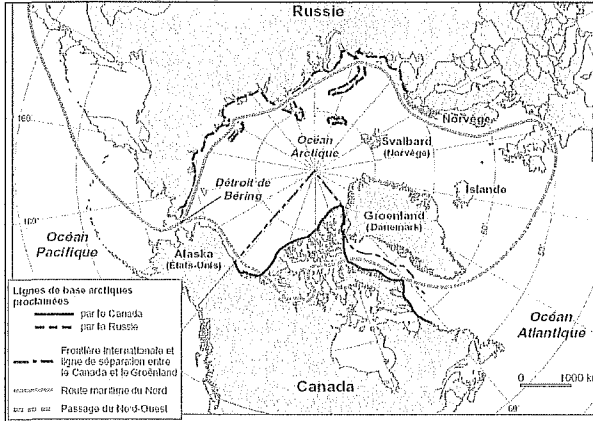 Russie
160°
Norvège
Océan
Arctique
Svalbard
(Norvège)
Détroit de
Béring
Islande
Groenland
(Danemark)
Océan
Pacifique
Alaska
(États-Unis)
Lignes de base arctiques
proclamées
par le Canada
par la Russie
Frontière internationale et
ligne de séparation entre
le Canada et le Groënland
Route maritime du Nord
Passage du Nord-Ouest
Océan
Atlantique
Canada
0 1000 km
60°